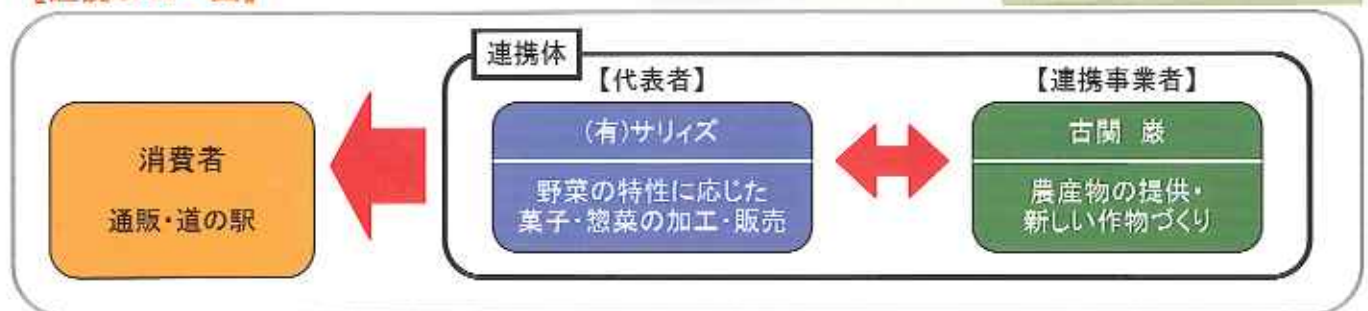 連携体
【代表者】
【連携事業者】
消費者
通販・道の駅
(有)サリィズ
野菜の特性に応じた
菓子・惣菜の加工・販売
古関 巌
農産物の提供・
新しい作物づくり